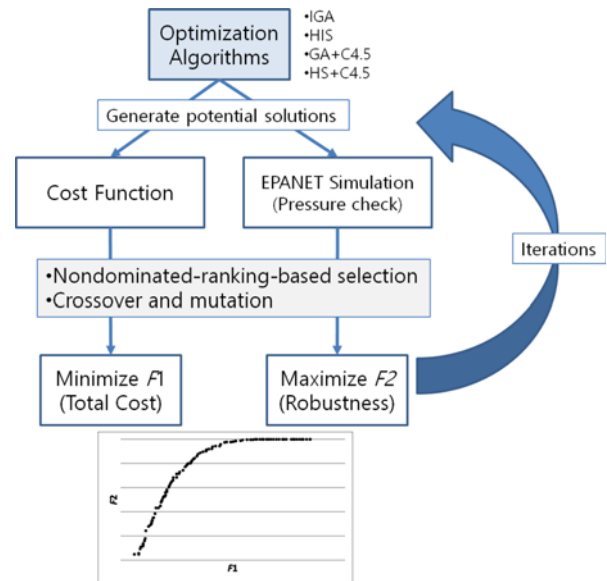 Optimization
Algorithms
•IGA
•HIS
•GA+C4.5
•HS+C4.5
Generate potential solutions
Cost Function
EPANET Simulation
(Pressure check)
Iterations
•Nondominated-ranking-based selection
•Crossover and mutation
Minimize F1
(Total Cost)
Maximize F2
(Robustness)
F2
F1